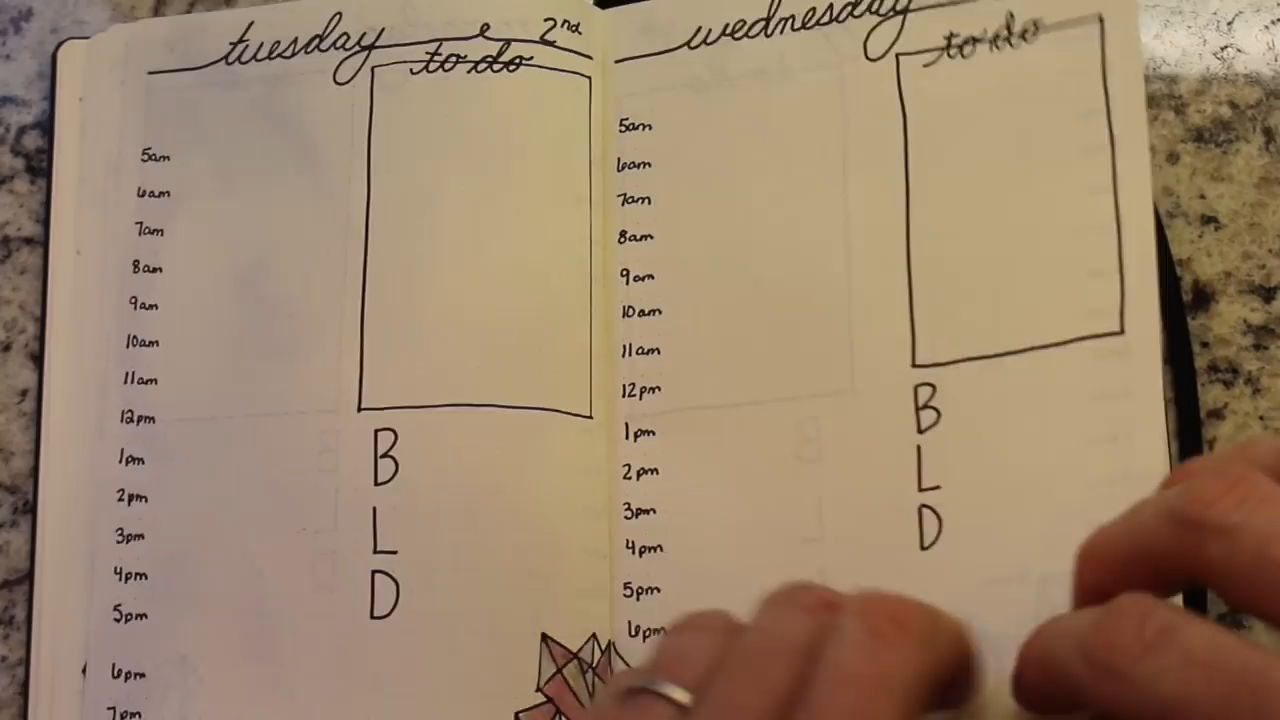 tuesday 2nd
to do
5am
6am
7am
8am
9am
10am
11am
12pm
1pm
2pm
3pm
4pm
5pm
6pm
7pm
B
L
D
wednesday
to do
5am
6am
7am
8am
9am
10am
11am
12pm
1pm
2pm
3pm
4pm
5pm
6pm
B
L
D